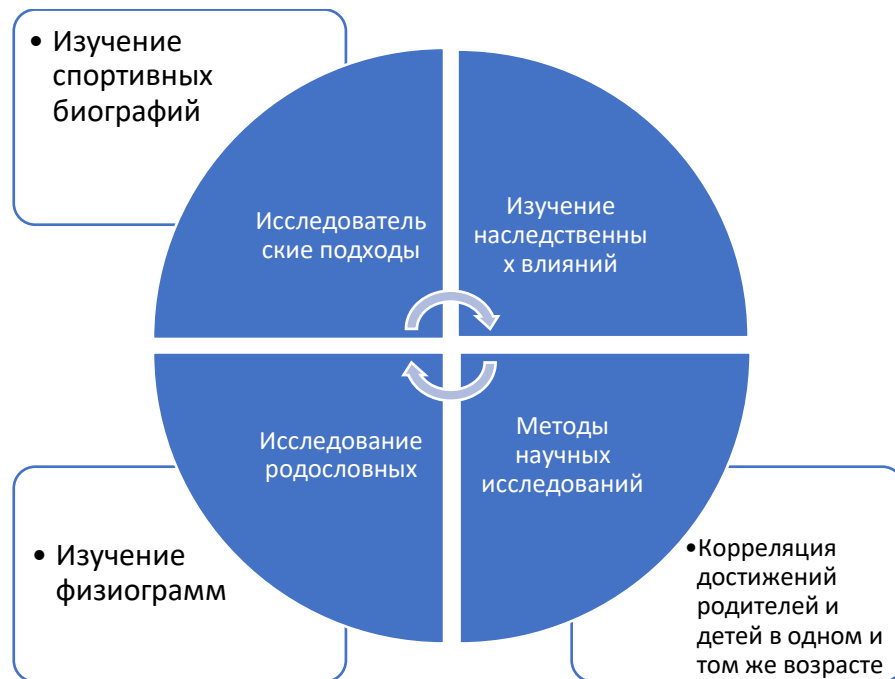 • Изучение
спортивных
биографий
Исследователь
ские подходы
Изучение
наследственны
х влияний
Исследование
родословных
Методы
научных
исследований
• Изучение
физиограмм
•Корреляция
достижений
родителей и
детей в одном и
том же возрасте